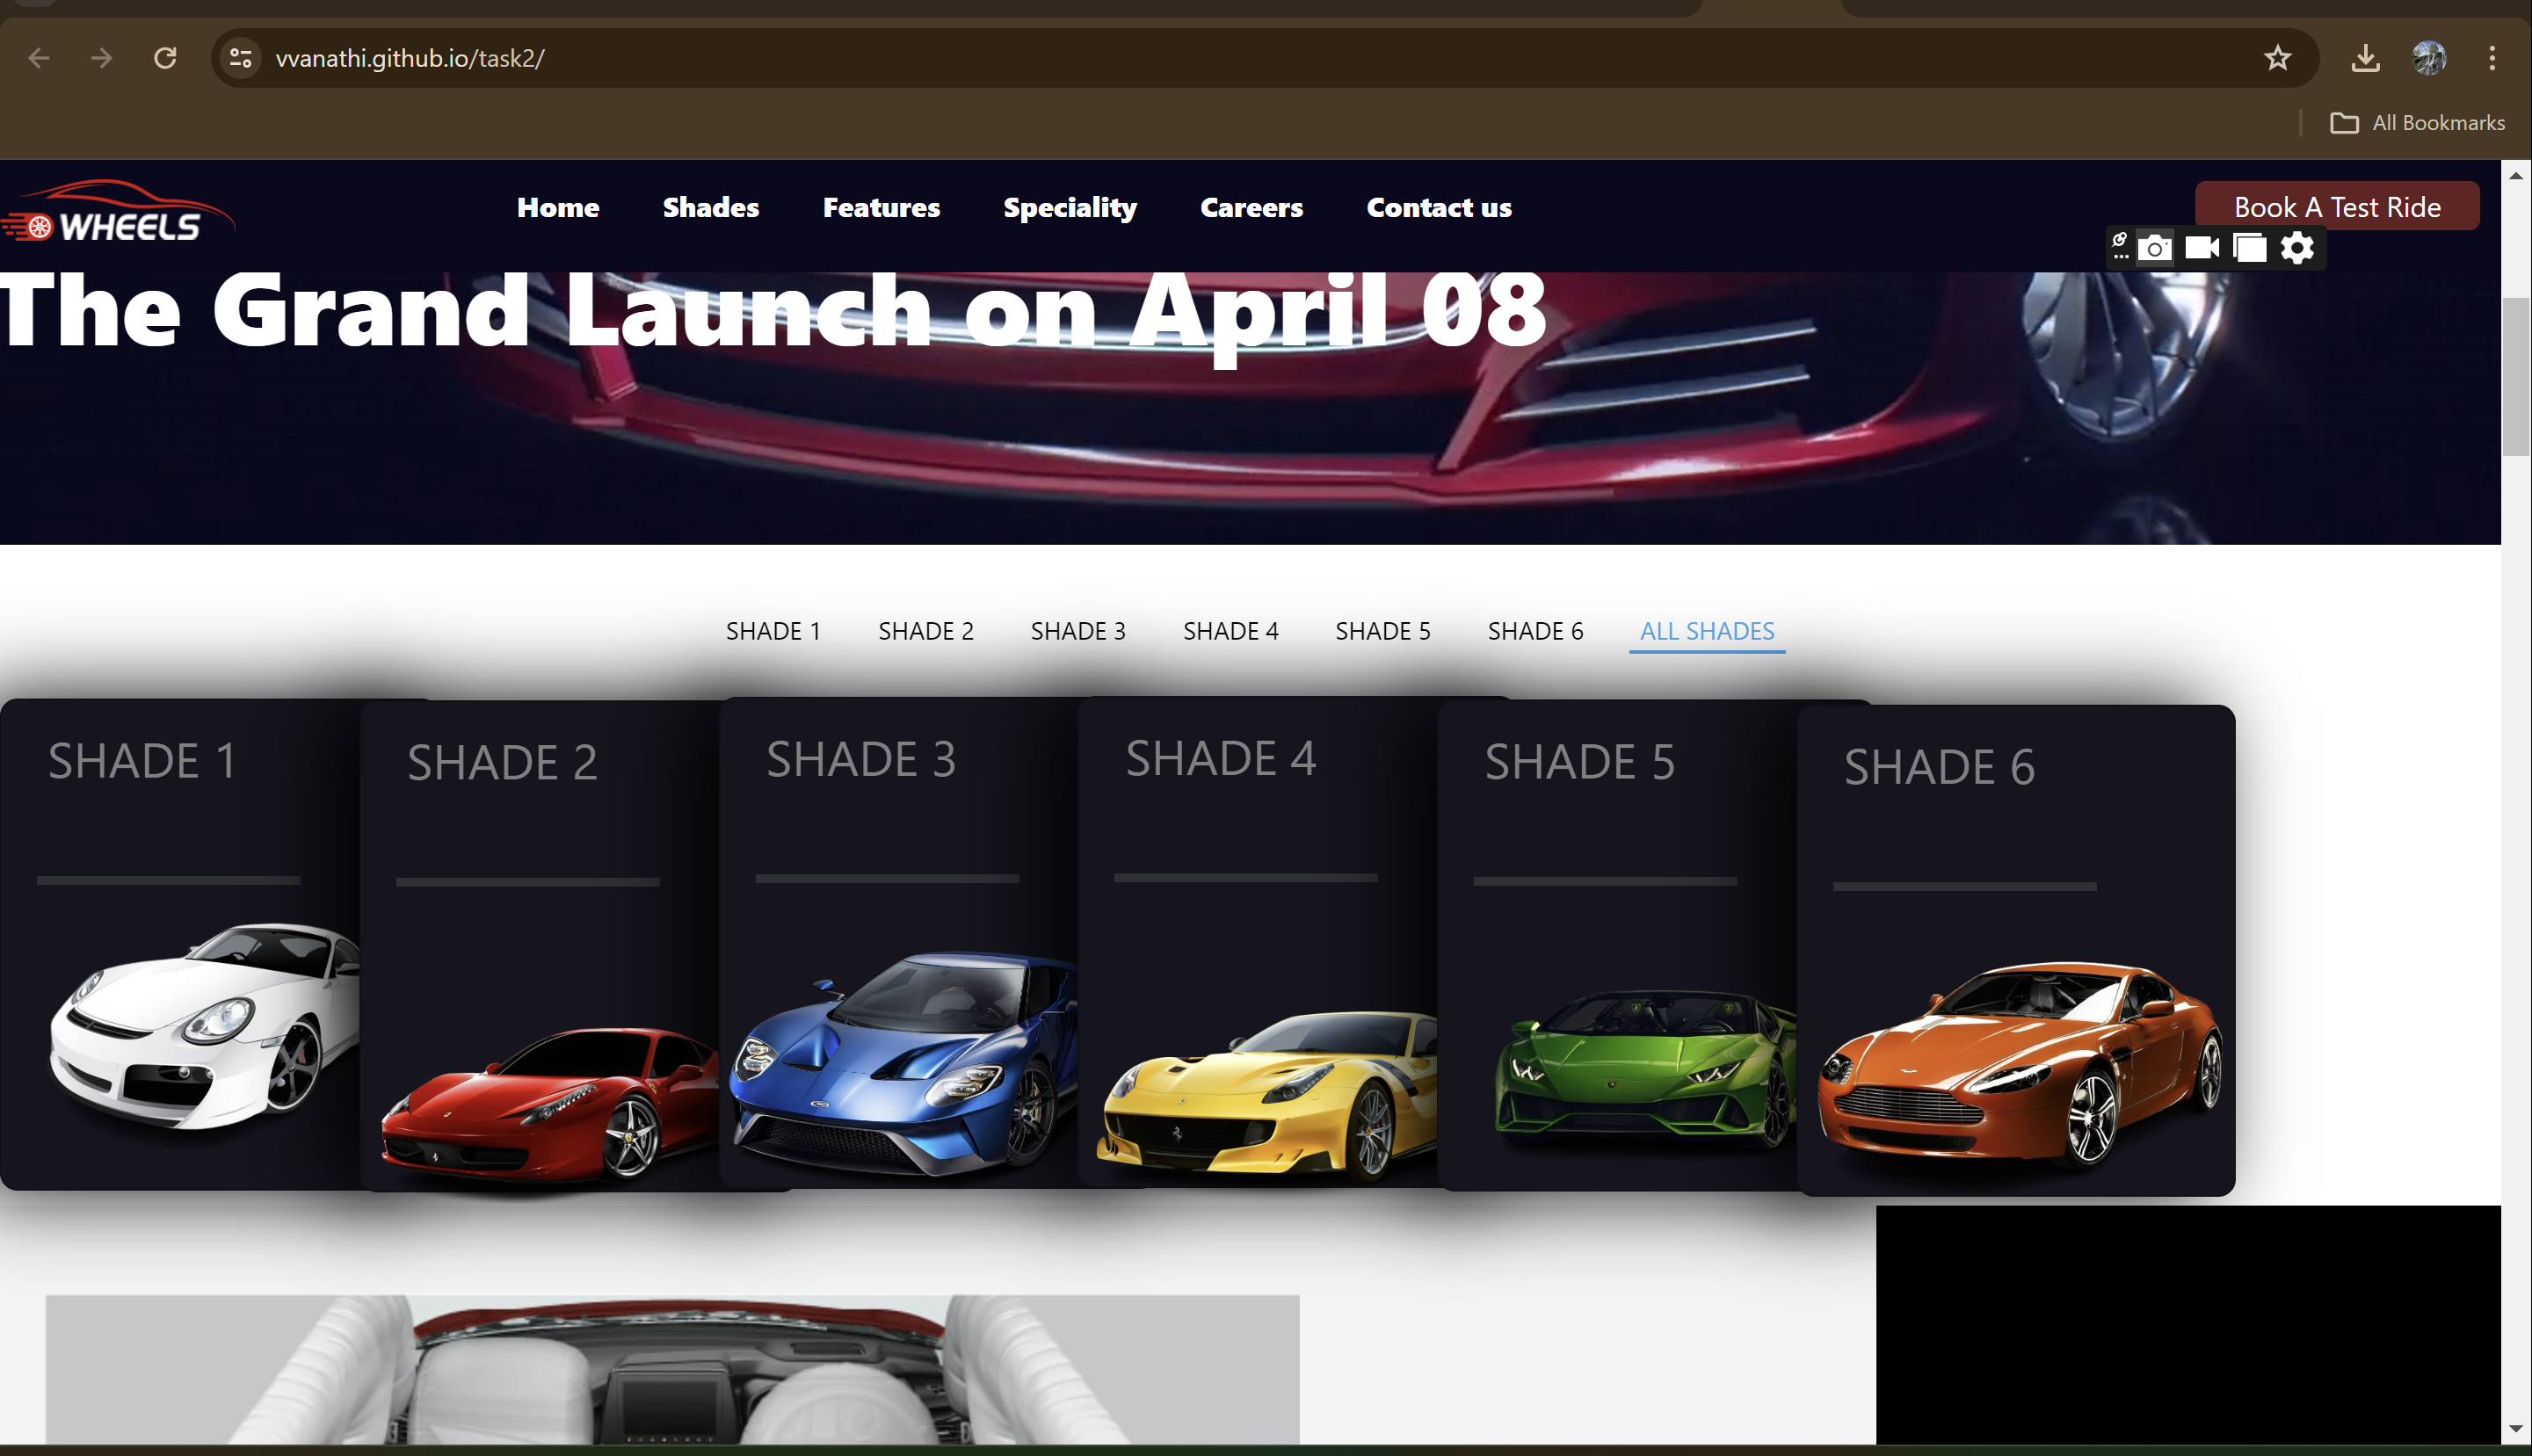 vvanathi.github.io/task2/
All Bookmarks
WHEELS
Home Shades Features Speciality Careers Contact us
Book A Test Ride
The Grand Launch on April 08
SHADE 1 SHADE 2 SHADE 3 SHADE 4 SHADE 5 SHADE 6 ALL SHADES
SHADE 1
SHADE 2
SHADE 3
SHADE 4
SHADE 5
SHADE 6